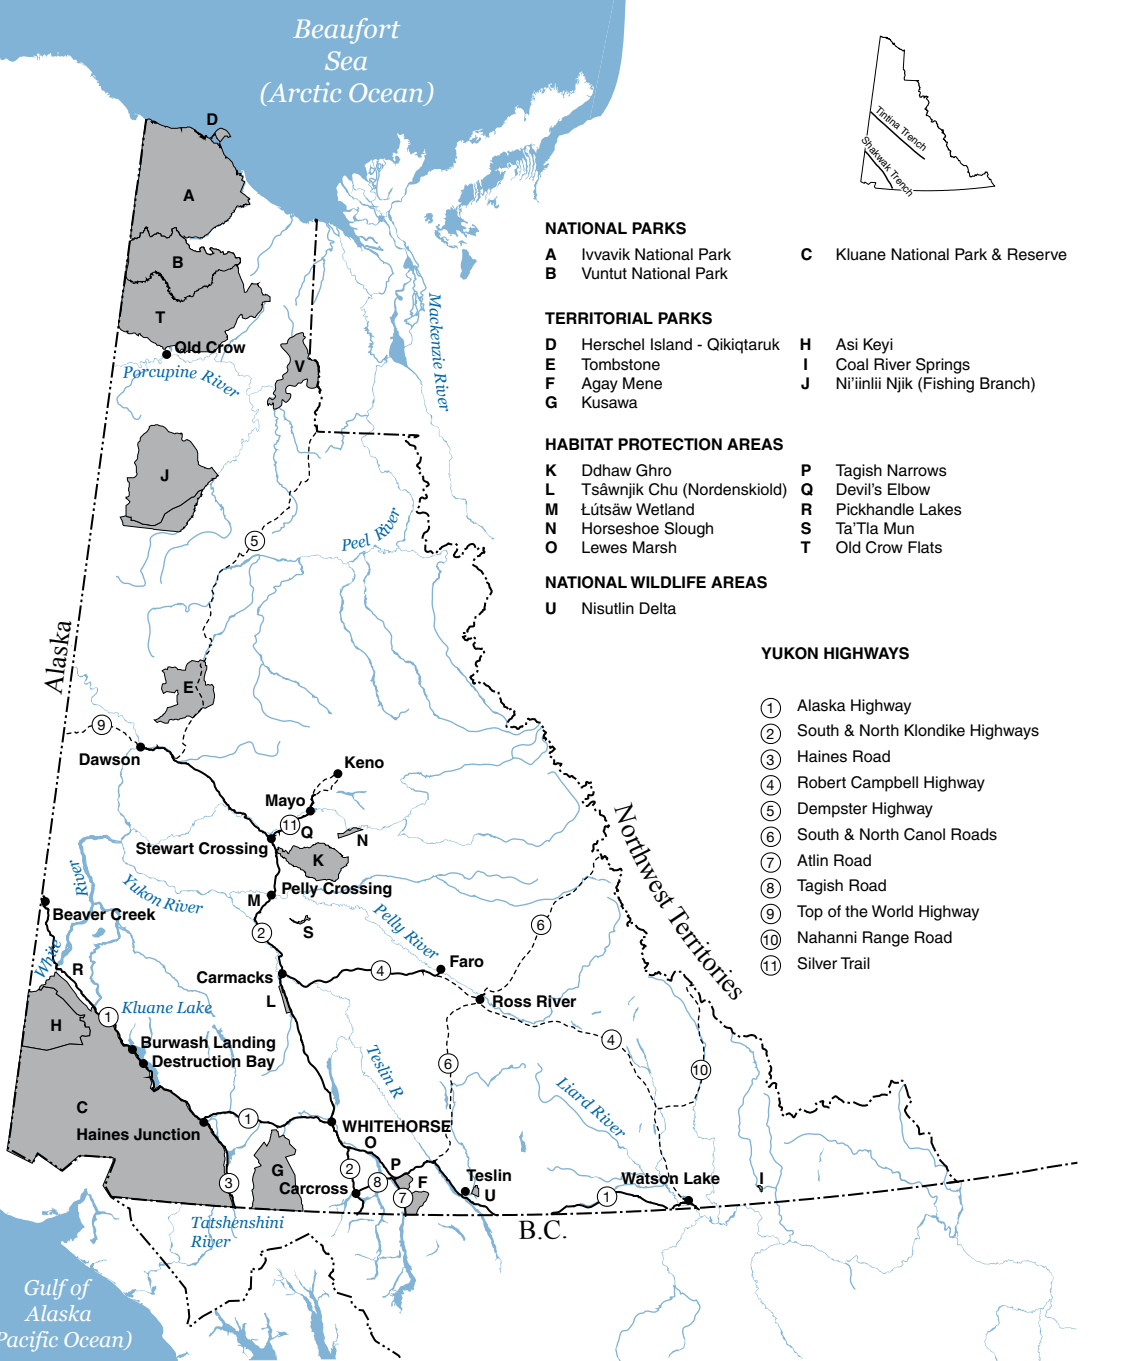 Beaufort
Sea
(Arctic Ocean)
Tintina Trench
Shakwak Trench
D
A
B
T
Old Crow
Porcupine River
V
Mackenzie River
J
5
Peel River
Alaska
E
9
Dawson
Keno
Mayo
11
Q
N
Stewart Crossing
K
Pelly Crossing
M
Yukon River
White River
Beaver Creek
S
2
Pelly River
6
Northwest Territories
Faro
4
Carmacks
R
L
Ross River
Kluane Lake
1
H
Burwash Landing
Destruction Bay
4
6
10
Teslin R
Liard River
C
1
Haines Junction
WHITEHORSE
O
P
G
2
8
F
Teslin
Watson Lake
I
3
Carcross
7
U
1
Tatshenshini
River
B.C.
Gulf of
Alaska
Pacific Ocean)
NATIONAL PARKS
A Ivvavik National Park C Kluane National Park & Reserve
B Vuntut National Park
TERRITORIAL PARKS
D Herschel Island - Qikiqtaruk H Asi Keyi
E Tombstone I Coal River Springs
F Agay Mene J Ni’iinlii Njik (Fishing Branch)
G Kusawa
HABITAT PROTECTION AREAS
K Ddhaw Ghro P Tagish Narrows
L Tsâwnjik Chu (Nordenskiold) Q Devil’s Elbow
M Łútsäw Wetland R Pickhandle Lakes
N Horseshoe Slough S Ta’Tla Mun
O Lewes Marsh T Old Crow Flats
NATIONAL WILDLIFE AREAS
U Nisutlin Delta
YUKON HIGHWAYS
1 Alaska Highway
2 South & North Klondike Highways
3 Haines Road
4 Robert Campbell Highway
5 Dempster Highway
6 South & North Canol Roads
7 Atlin Road
8 Tagish Road
9 Top of the World Highway
10 Nahanni Range Road
11 Silver Trail